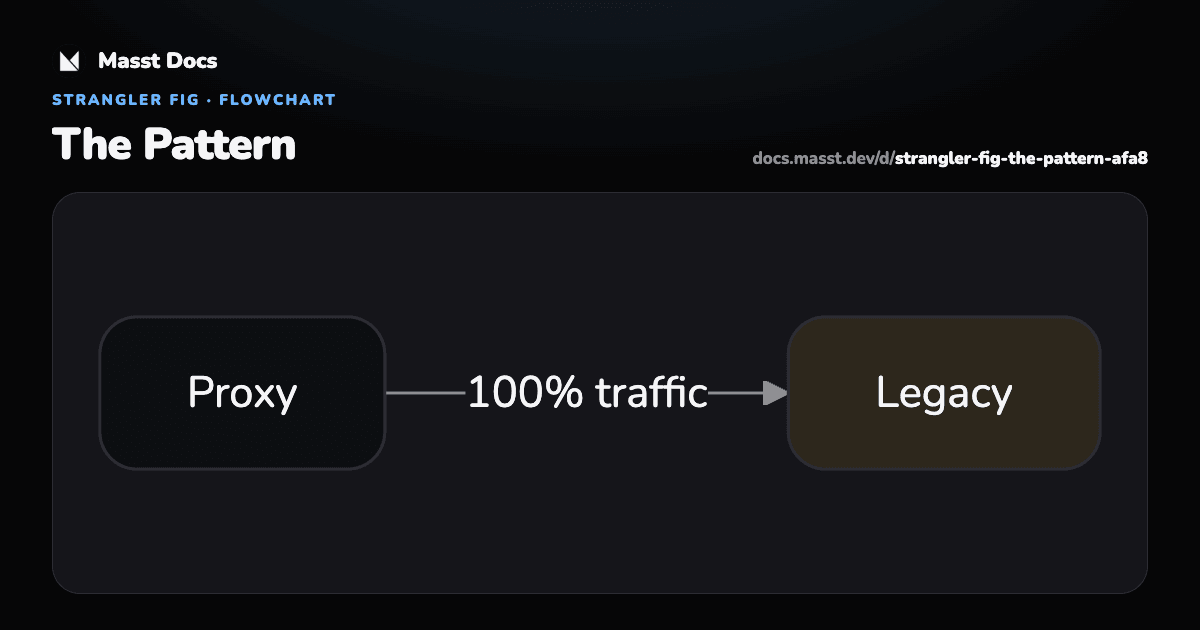 Masst Docs
STRANGLER FIG · FLOWCHART
The Pattern
docs.masst.dev/d/strangler-fig-the-pattern-afa8
Proxy
100% traffic
Legacy